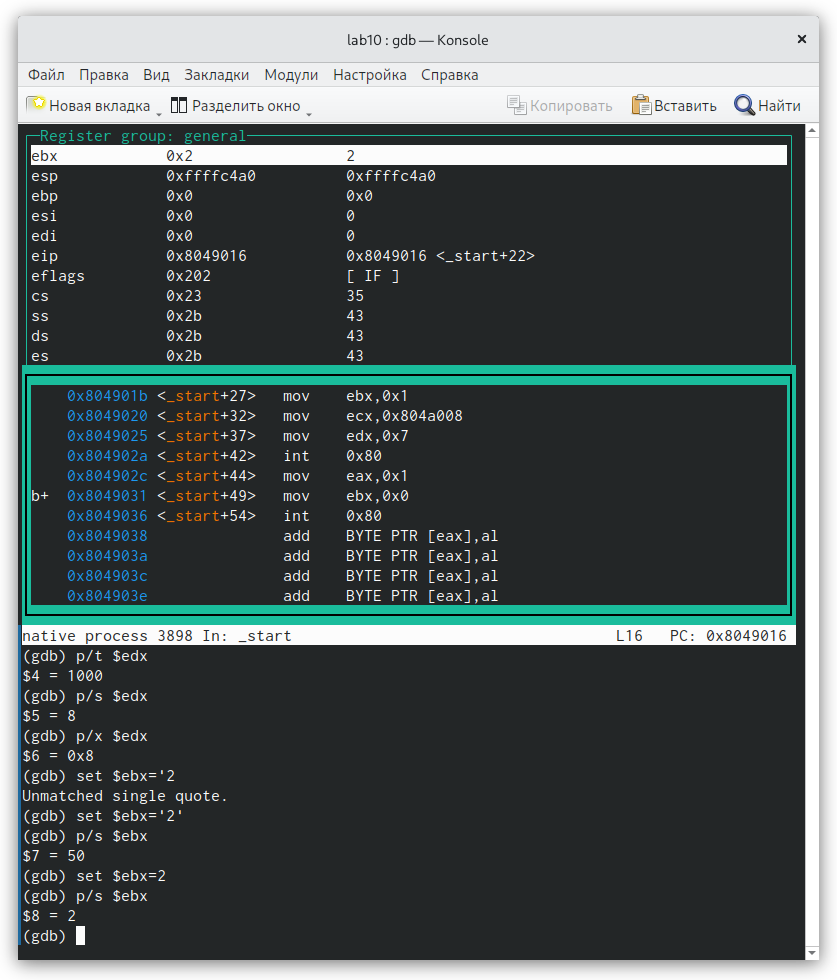 lab10 : gdb — Konsole
Файл Правка Вид Закладки Модули Настройка Справка
Новая вкладка Разделить окно Копировать Вставить Найти
Register group: general
ebx 0x2 2
esp 0xffffc4a0 0xffffc4a0
ebp 0x0 0x0
esi 0x0 0
edi 0x0 0
eip 0x8049016 0x8049016 <_start+22>
eflags 0x202 [ IF ]
cs 0x23 35
ss 0x2b 43
ds 0x2b 43
es 0x2b 43
0x804901b <_start+27> mov ebx,0x1
0x8049020 <_start+32> mov ecx,0x804a008
0x8049025 <_start+37> mov edx,0x7
0x804902a <_start+42> int 0x80
0x804902c <_start+44> mov eax,0x1
b+ 0x8049031 <_start+49> mov ebx,0x0
0x8049036 <_start+54> int 0x80
0x8049038 add BYTE PTR [eax],al
0x804903a add BYTE PTR [eax],al
0x804903c add BYTE PTR [eax],al
0x804903e add BYTE PTR [eax],al
native process 3898 In: _start L16 PC: 0x8049016
(gdb) p/t $edx
$4 = 1000
(gdb) p/s $edx
$5 = 8
(gdb) p/x $edx
$6 = 0x8
(gdb) set $ebx='2
Unmatched single quote.
(gdb) set $ebx='2'
(gdb) p/s $ebx
$7 = 50
(gdb) set $ebx=2
(gdb) p/s $ebx
$8 = 2
(gdb)